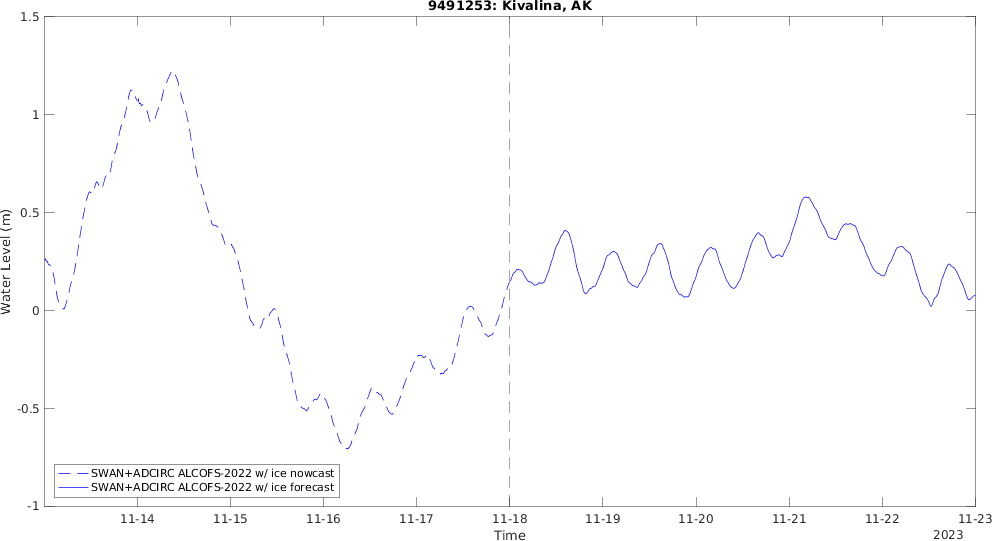 9491253: Kivalina, AK
1.5
1
0.5
0
-0.5
-1
Water Level (m)
SWAN+ADCIRC ALCOFS-2022 w/ ice nowcast
SWAN+ADCIRC ALCOFS-2022 w/ ice forecast
11-14 11-15 11-16 11-17 11-18 11-19 11-20 11-21 11-22 11-23
Time
2023